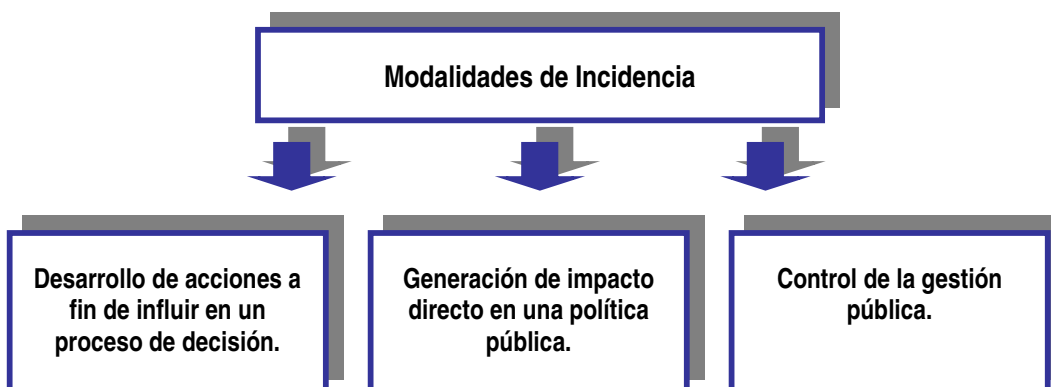 Modalidades de Incidencia
Desarrollo de acciones a
fin de influir en un
proceso de decisión.
Generación de impacto
directo en una política
pública.
Control de la gestión
pública.